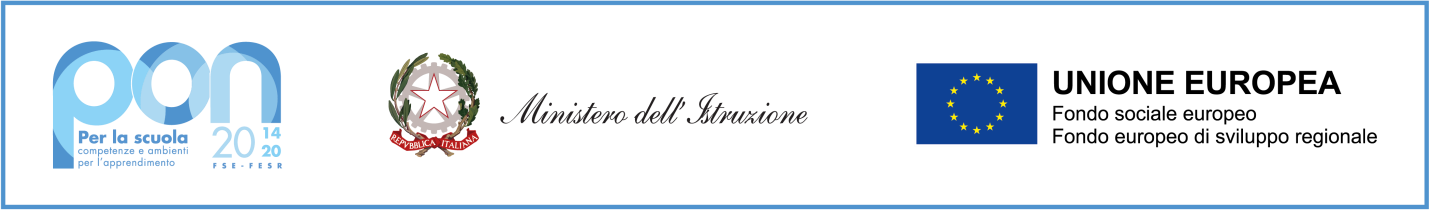 pon
Per la scuola
competenze e ambienti
per l'apprendimento
20 14
20
FSE-FESR
REPVBBLICA ITALIANA
Ministero dell'Istruzione
UNIONE EUROPEA
Fondo sociale europeo
Fondo europeo di sviluppo regionale